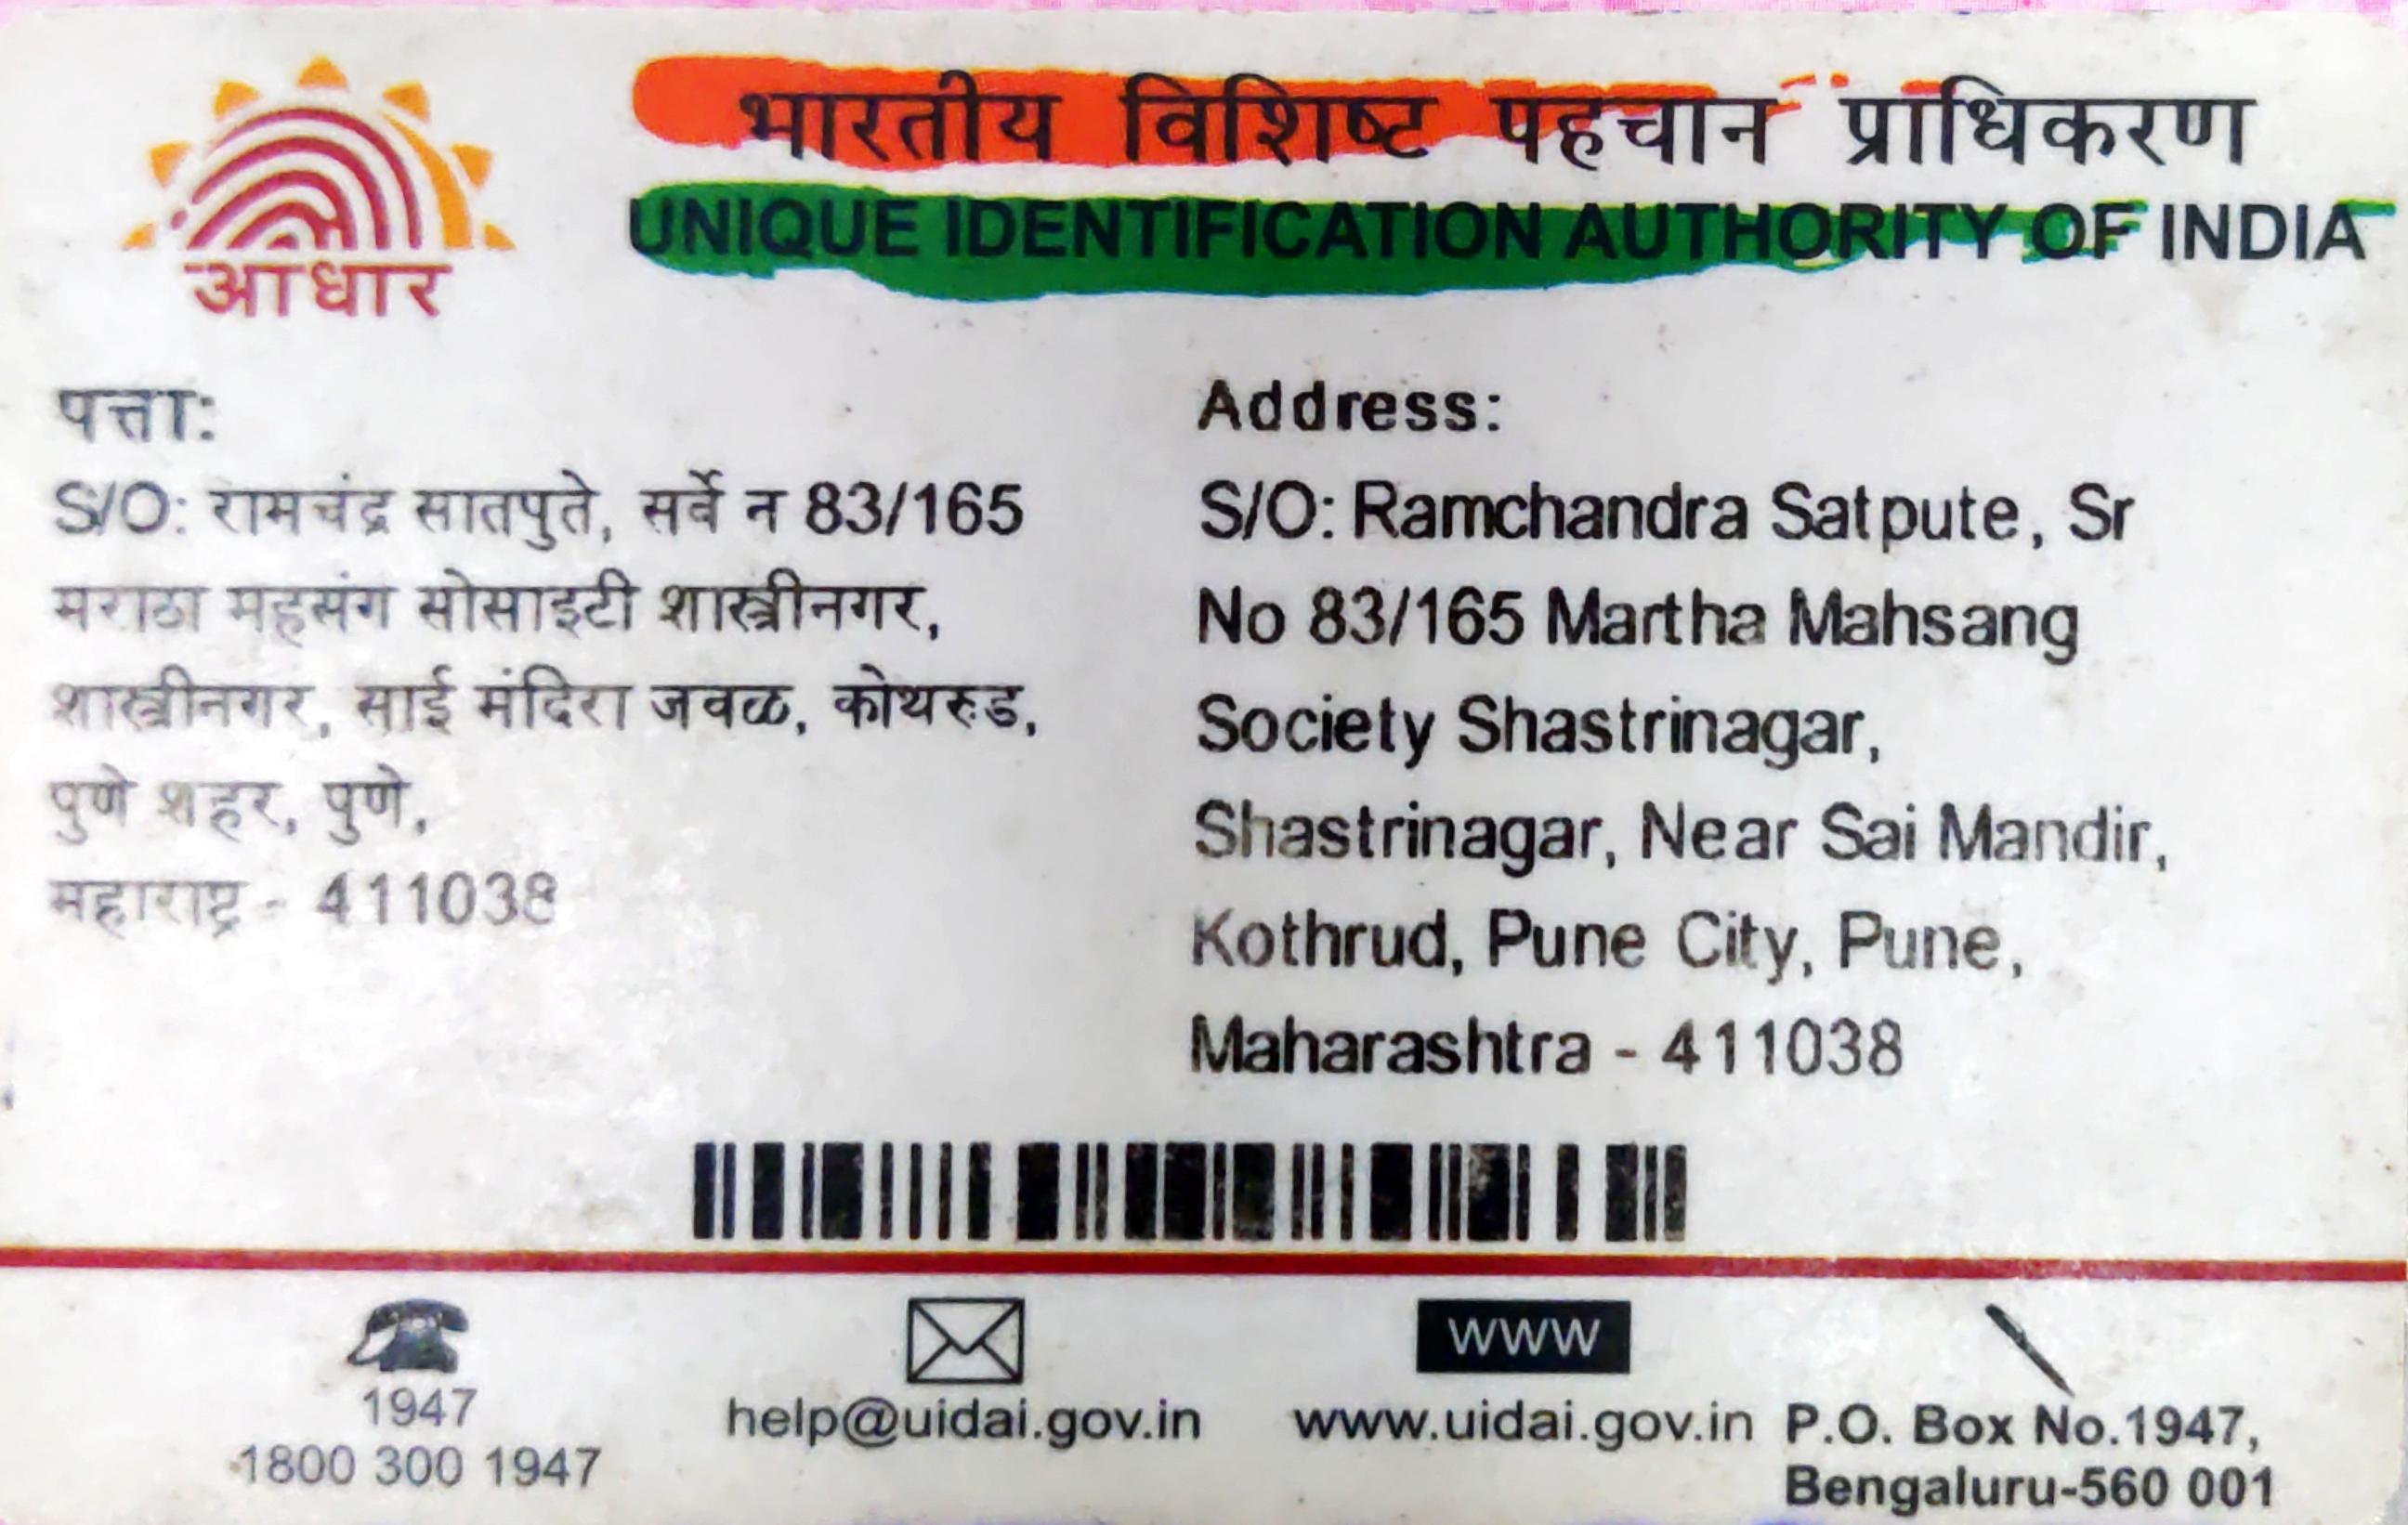 भारतीय विशिष्ट पहचान प्राधिकरण
UNIQUE IDENTIFICATION AUTHORITY OF INDIA
आधार
पत्ता:
S/O: रामचंद्र सातपुते, सर्वे न 83/165
मराठा महसंग सोसाइटी शास्त्रीनगर,
शास्त्रीनगर, साई मंदिरा जवळ, कोथरुड,
पुणे शहर, पुणे,
महाराष्ट्र - 411038
Address:
S/O: Ramchandra Satpute, Sr
No 83/165 Martha Mahsang
Society Shastrinagar,
Shastrinagar, Near Sai Mandir,
Kothrud, Pune City, Pune,
Maharashtra - 411038
1947
1800 300 1947
help@uidai.gov.in
WWW
www.uidai.gov.in
P.O. Box No.1947,
Bengaluru-560 001